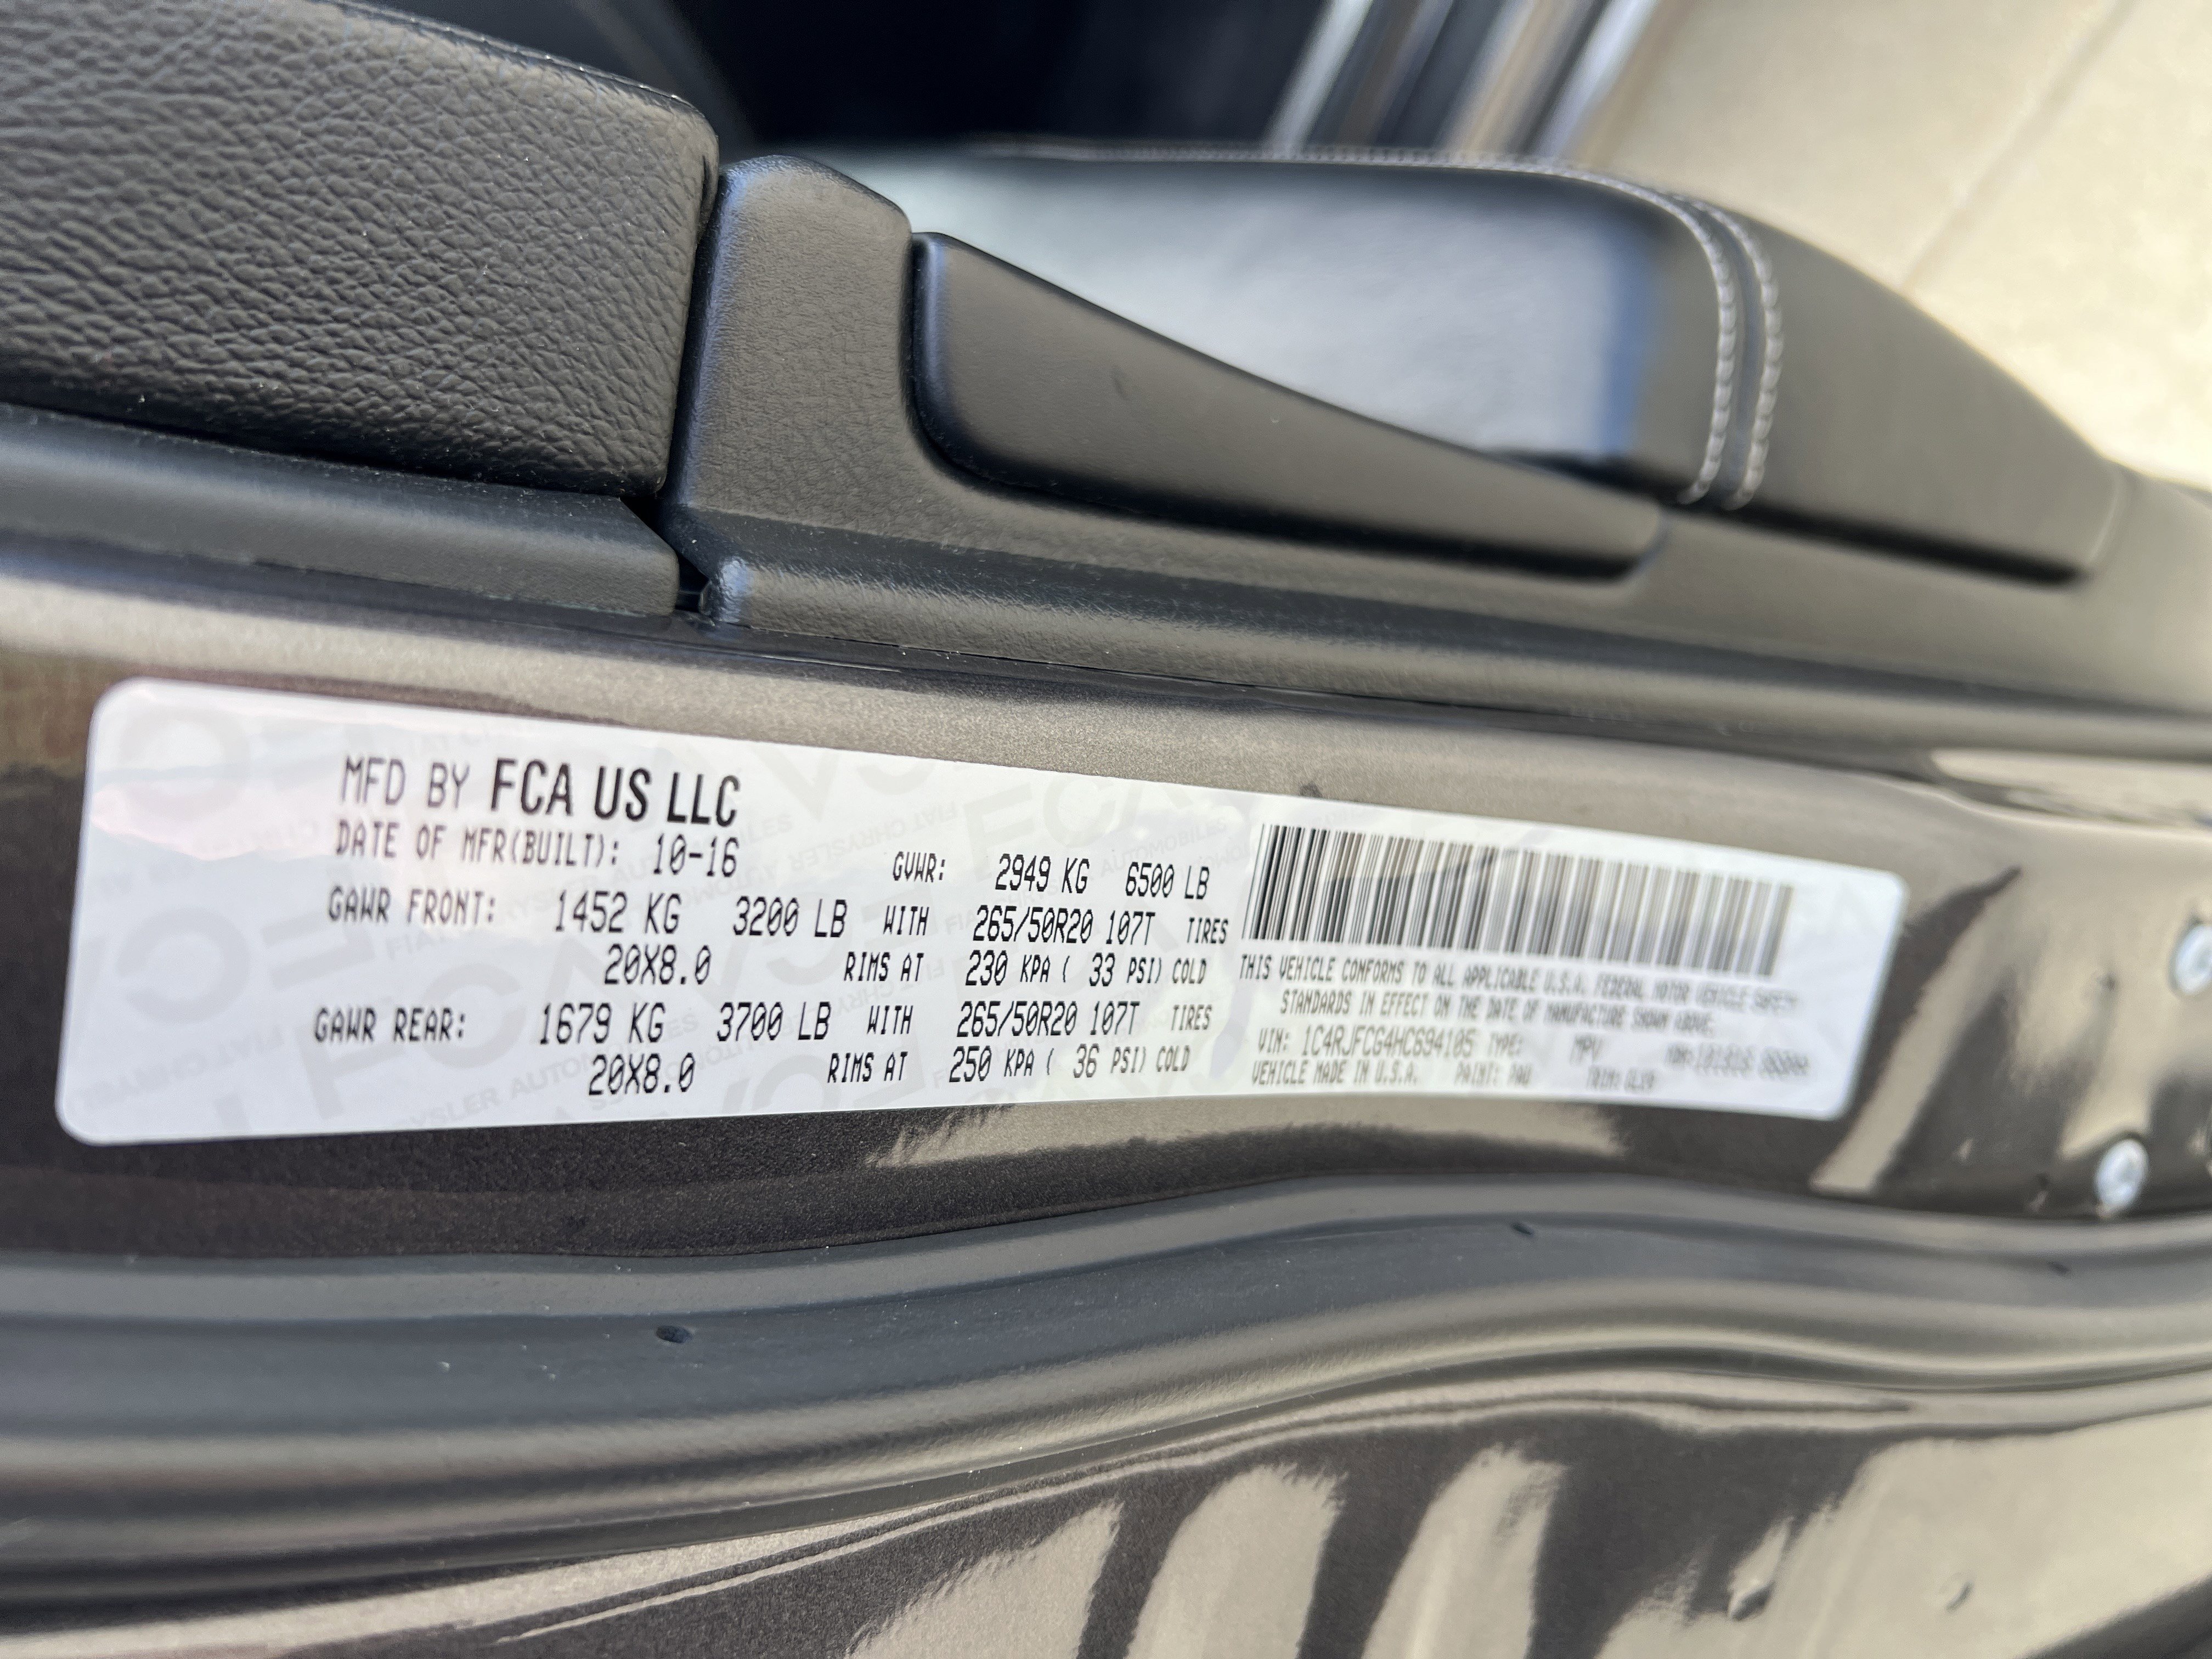 MFD BY FCA US LLC
DATE OF MFR(BUILT): 10-16 GVWR: 2949 KG 6500 LB
GAWR FRONT: 1452 KG 3200 LB WITH 265/50R20 107T TIRES
20X8.0 RIMS AT 230 KPA ( 33 PSI) COLD
GAWR REAR: 1679 KG 3700 LB WITH 265/50R20 107T TIRES
20X8.0 RIMS AT 250 KPA ( 36 PSI) COLD
THIS VEHICLE CONFORMS TO ALL APPLICABLE U.S.A. FEDERAL MOTOR VEHICLE SAFETY
STANDARDS IN EFFECT ON THE DATE OF MANUFACTURE SHOWN ABOVE.
VIN: 1C4RJFCG4HC694105 TYPE: MPV
VEHICLE MADE IN U.S.A. PAINT: PAU TRIM: